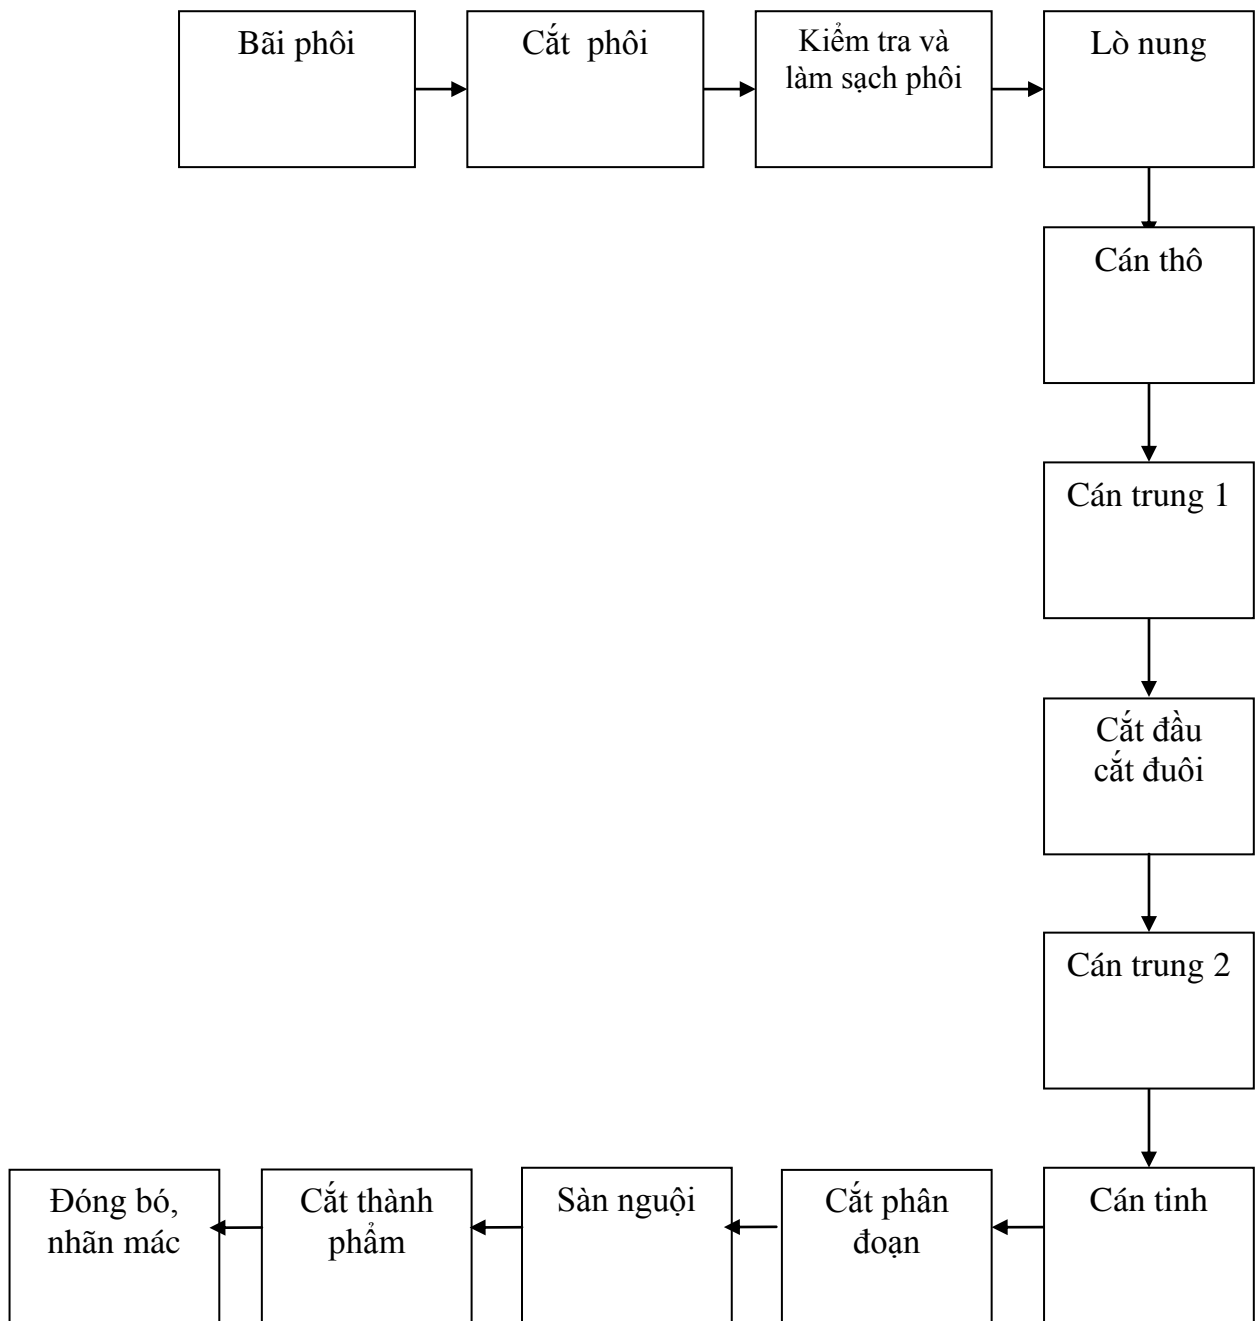 Bãi phôi
Cắt phôi
Kiểm tra và
làm sạch phôi
Lò nung
Cán thô
Cán trung 1
Cắt đầu
cắt đuôi
Cán trung 2
Cán tinh
Cắt phân
đoạn
Sàn nguội
Cắt thành
phẩm
Đóng bó,
nhãn mác